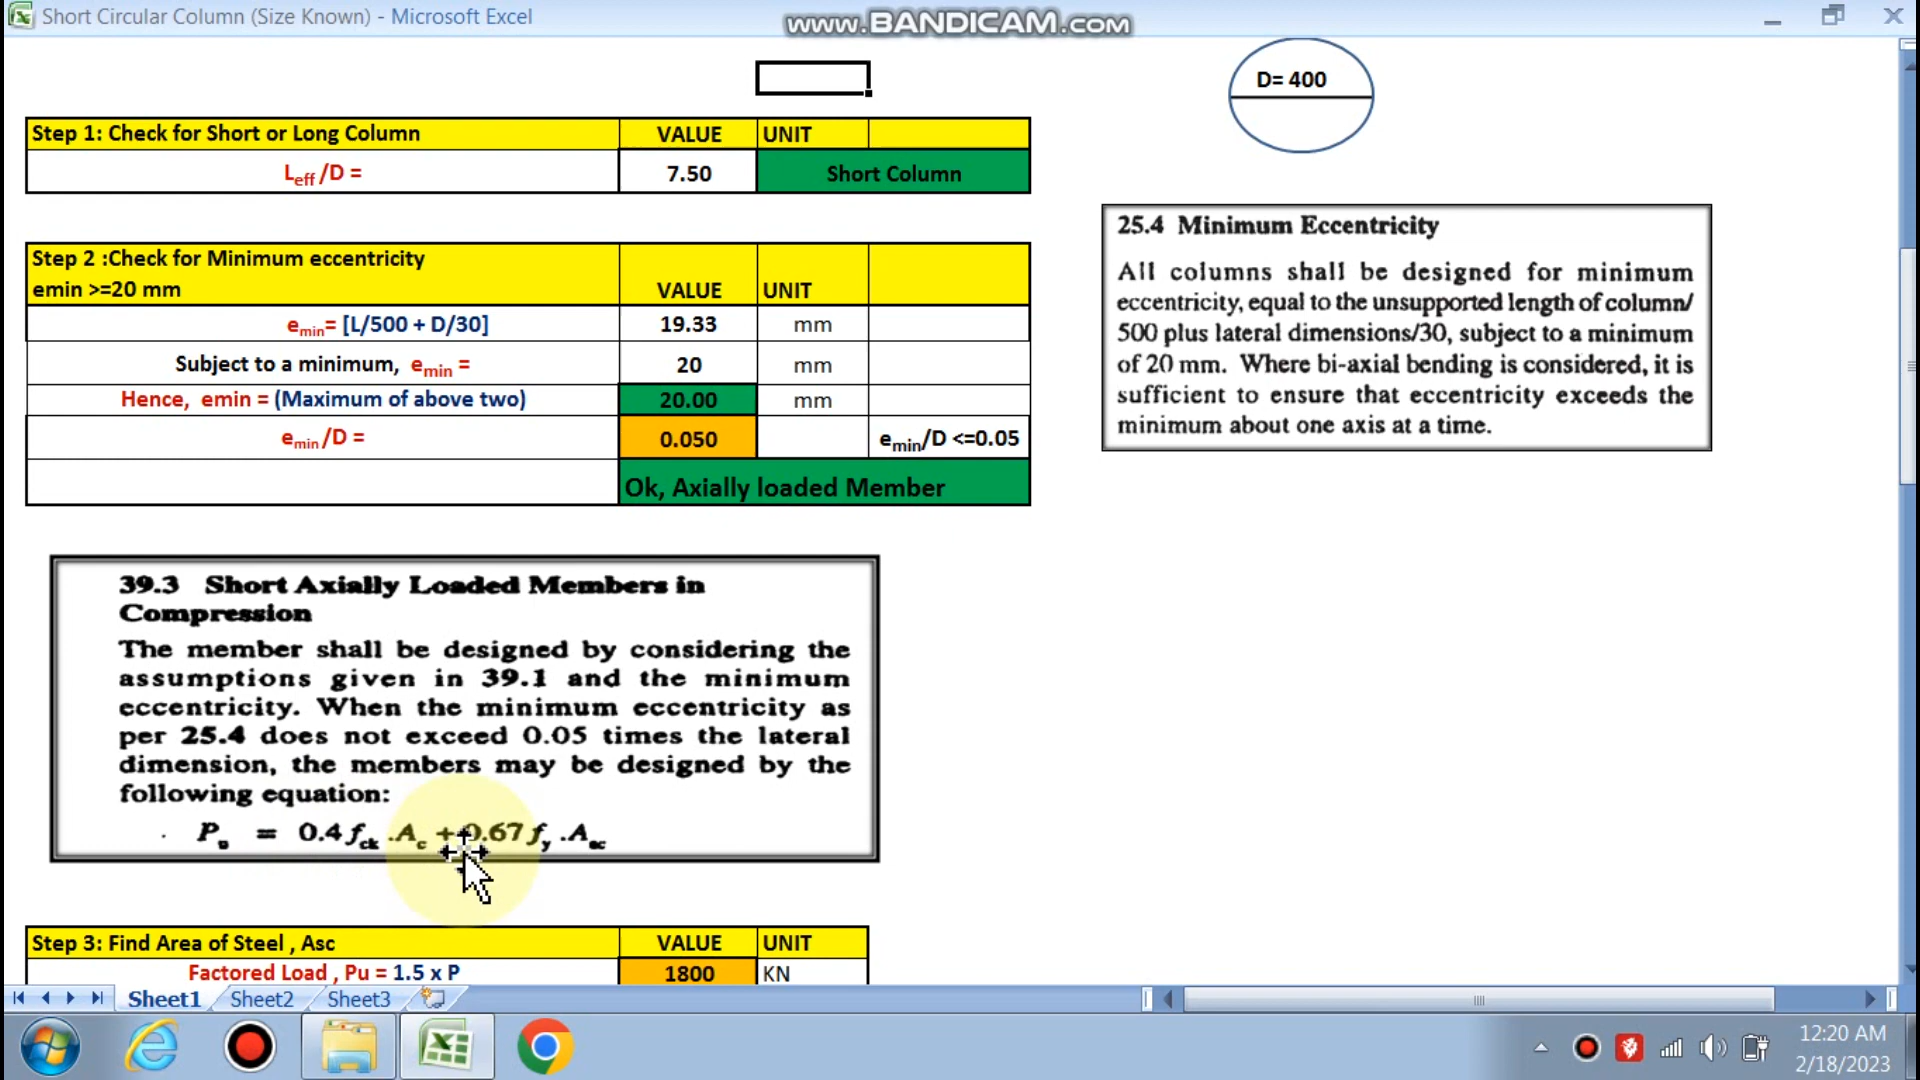 Short Circular Column (Size Known) - Microsoft Excel
www.BANDICAM.com
D= 400
Step 1: Check for Short or Long Column VALUE UNIT
Leff /D = 7.50 Short Column
Step 2 :Check for Minimum eccentricity
emin >=20 mm VALUE UNIT
emin= [L/500 + D/30] 19.33 mm
Subject to a minimum, emin = 20 mm
Hence, emin = (Maximum of above two) 20.00 mm
emin /D = 0.050 emin/D <=0.05
Ok, Axially loaded Member
25.4 Minimum Eccentricity
All columns shall be designed for minimum
eccentricity, equal to the unsupported length of column/
500 plus lateral dimensions/30, subject to a minimum
of 20 mm. Where bi-axial bending is considered, it is
sufficient to ensure that eccentricity exceeds the
minimum about one axis at a time.
39.3 Short Axially Loaded Members in
Compression
The member shall be designed by considering the
assumptions given in 39.1 and the minimum
eccentricity. When the minimum eccentricity as
per 25.4 does not exceed 0.05 times the lateral
dimension, the members may be designed by the
following equation:
Pu = 0.4 fck .Ac + 0.67 fy .Asc
Step 3: Find Area of Steel , Asc VALUE UNIT
Factored Load , Pu = 1.5 x P 1800 KN
Sheet1 Sheet2 Sheet3
12:20 AM
2/18/2023